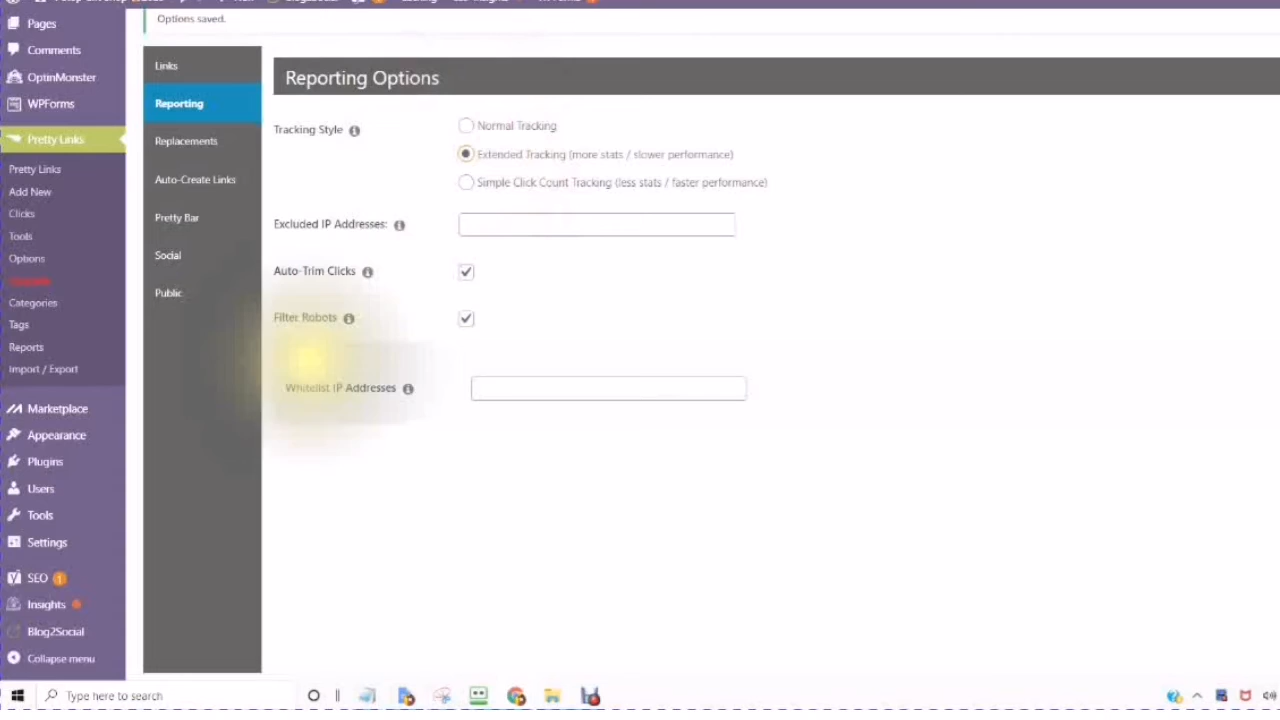 Options saved.
Pages
Comments
OptinMonster
WPForms
Pretty Links
Pretty Links
Add New
Clicks
Tools
Options
Categories
Tags
Reports
Import / Export
Marketplace
Appearance
Plugins
Users
Tools
Settings
SEO 1
Insights
Blog2Social
Collapse menu
Links
Reporting
Replacements
Auto-Create Links
Pretty Bar
Social
Public
Reporting Options
Tracking Style
Normal Tracking
Extended Tracking (more stats / slower performance)
Simple Click Count Tracking (less stats / faster performance)
Excluded IP Addresses:
Auto-Trim Clicks
Filter Robots
Whitelist IP Addresses
Type here to search